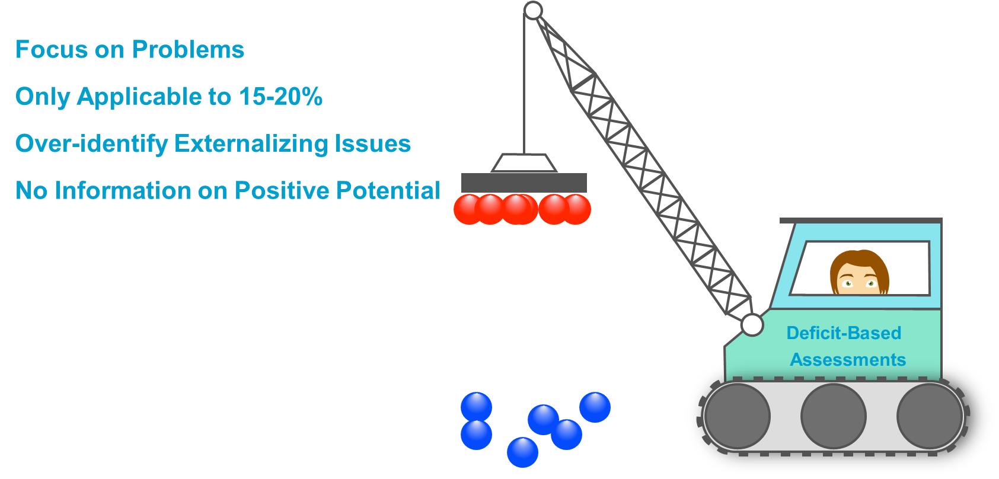 Focus on Problems
Only Applicable to 15-20%
Over-identify Externalizing Issues
No Information on Positive Potential
Deficit-Based
Assessments